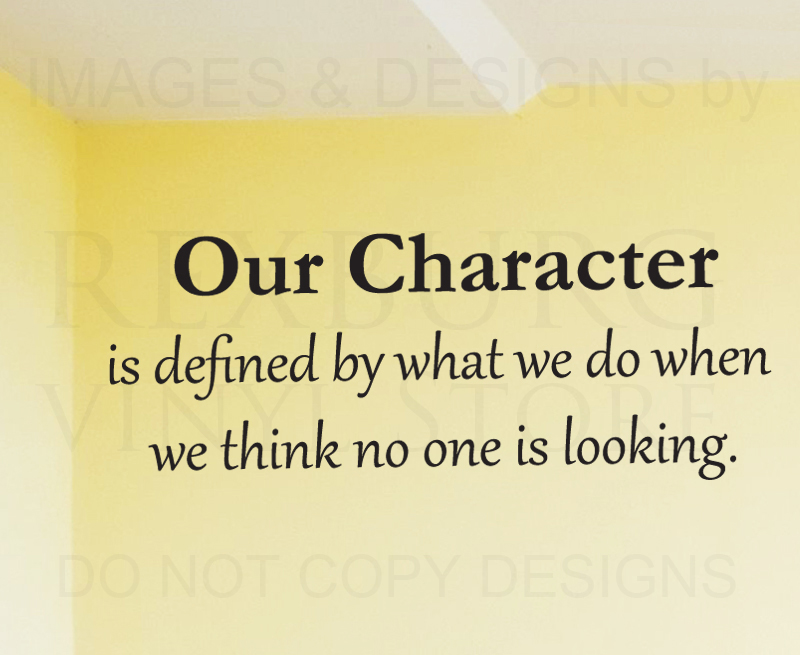 IMAGES & DESIGNS by
REXBURG
Our Character
is defined by what we do when
VINYL STORE
we think no one is looking.
DO NOT COPY DESIGNS